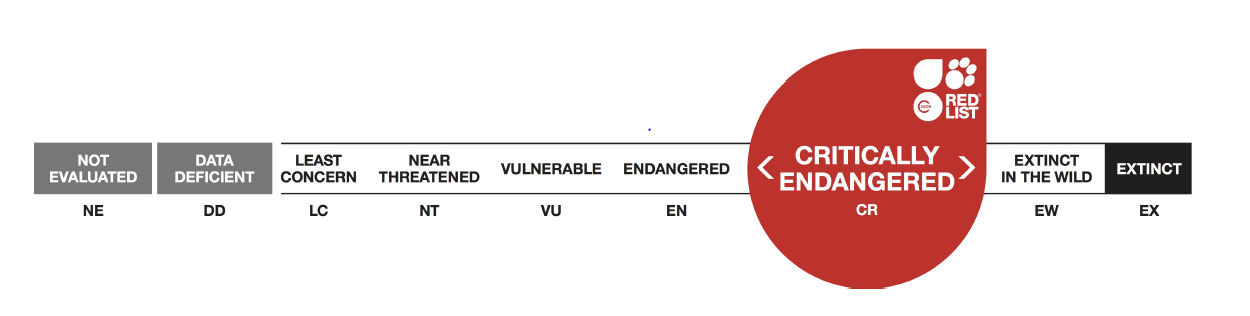 NOT
EVALUATED
NE
DATA
DEFICIENT
DD
LEAST
CONCERN
LC
NEAR
THREATENED
NT
VULNERABLE
VU
ENDANGERED
EN
IUCN
RED
LIST
< CRITICALLY
ENDANGERED >
CR
EXTINCT
IN THE WILD
EW
EXTINCT
EX